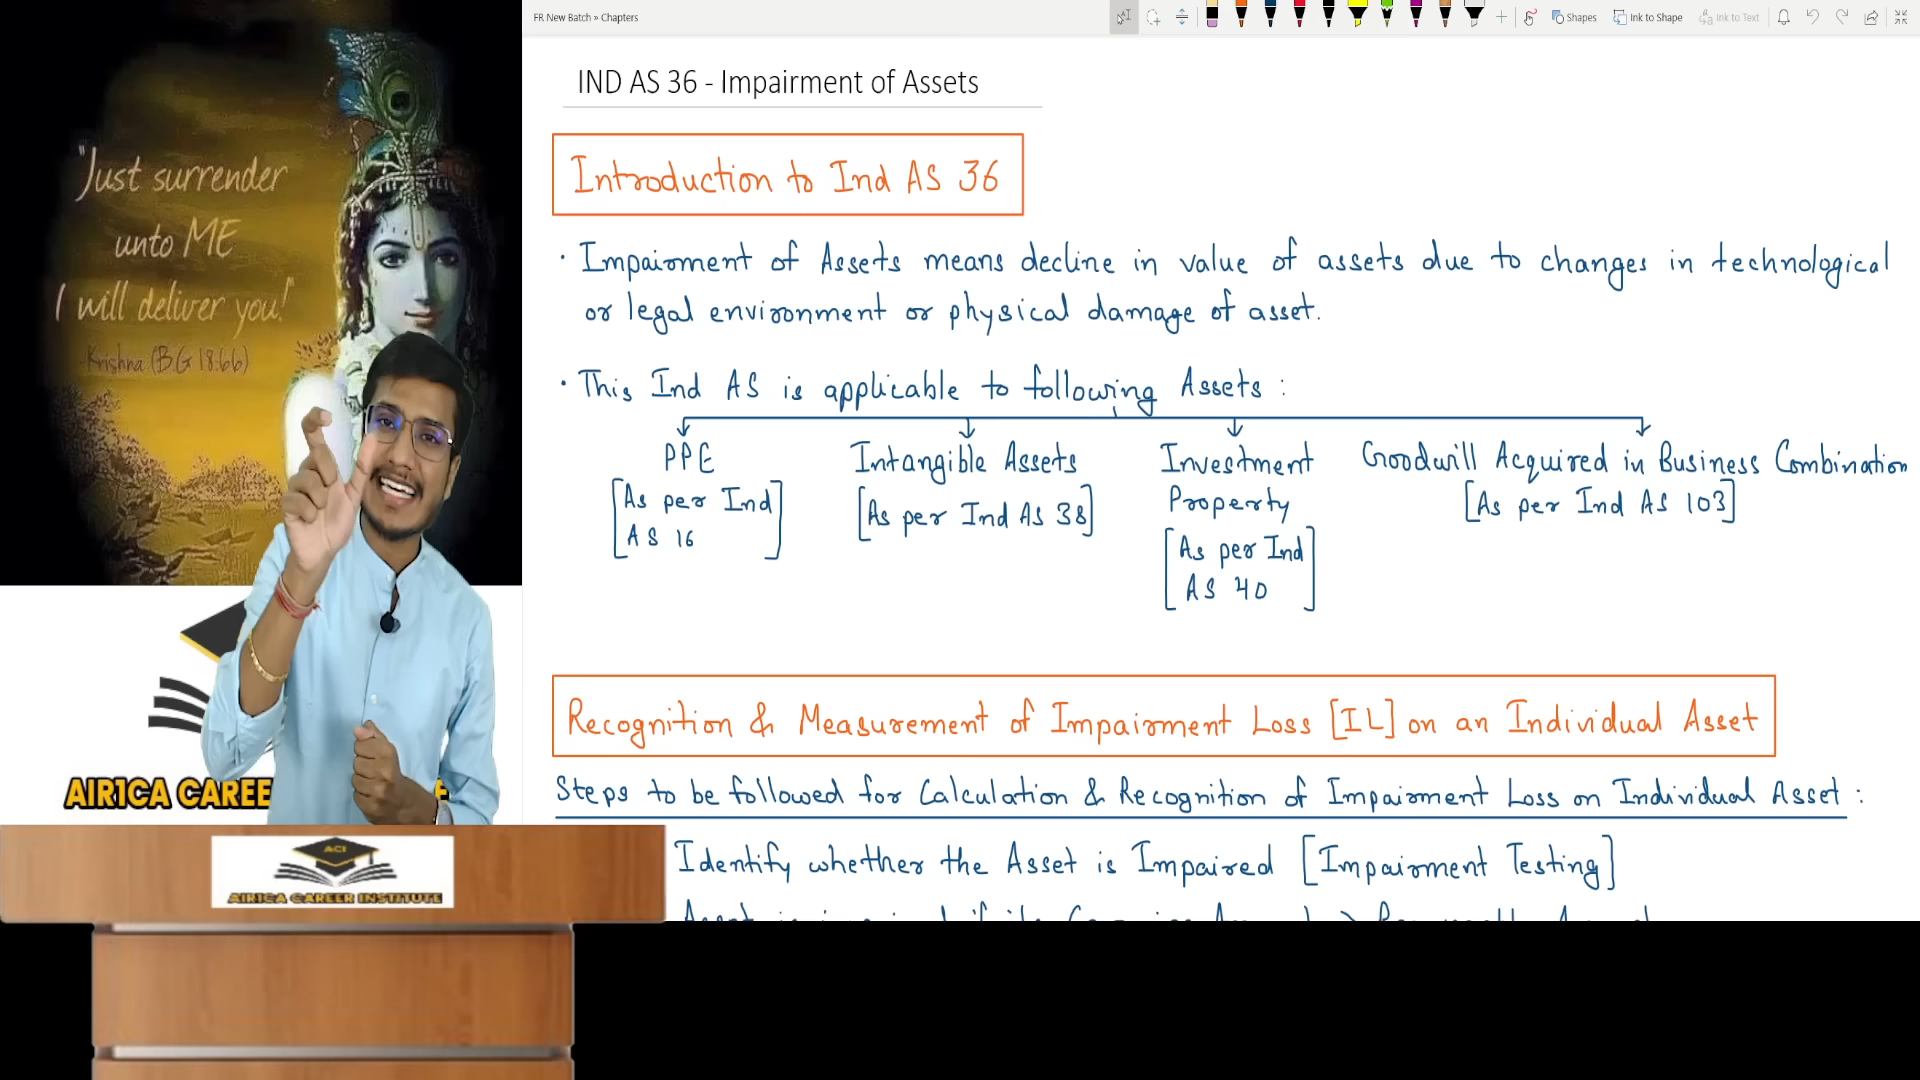 "Just surrender
unto ME
I will deliver you!"
Krishna (B.G 18:66)
AIR1CA CAREE
ACI
AIR1CA CAREER INSTITUTE
FR New Batch » Chapters
Shapes
Ink to Shape
Ink to Text
IND AS 36 - Impairment of Assets
Introduction to Ind AS 36
• Impairment of Assets means decline in value of assets due to changes in technological
or legal environment or physical damage of asset.
• This Ind AS is applicable to following Assets :
PPE
[As per Ind
AS 16]
Intangible Assets
[As per Ind AS 38]
Investment
Property
[As per Ind
AS 40]
Goodwill Acquired in Business Combination
[As per Ind AS 103]
Recognition & Measurement of Impairment Loss [IL] on an Individual Asset
Steps to be followed for Calculation & Recognition of Impairment Loss on Individual Asset :
Identify whether the Asset is Impaired [Impairment Testing]